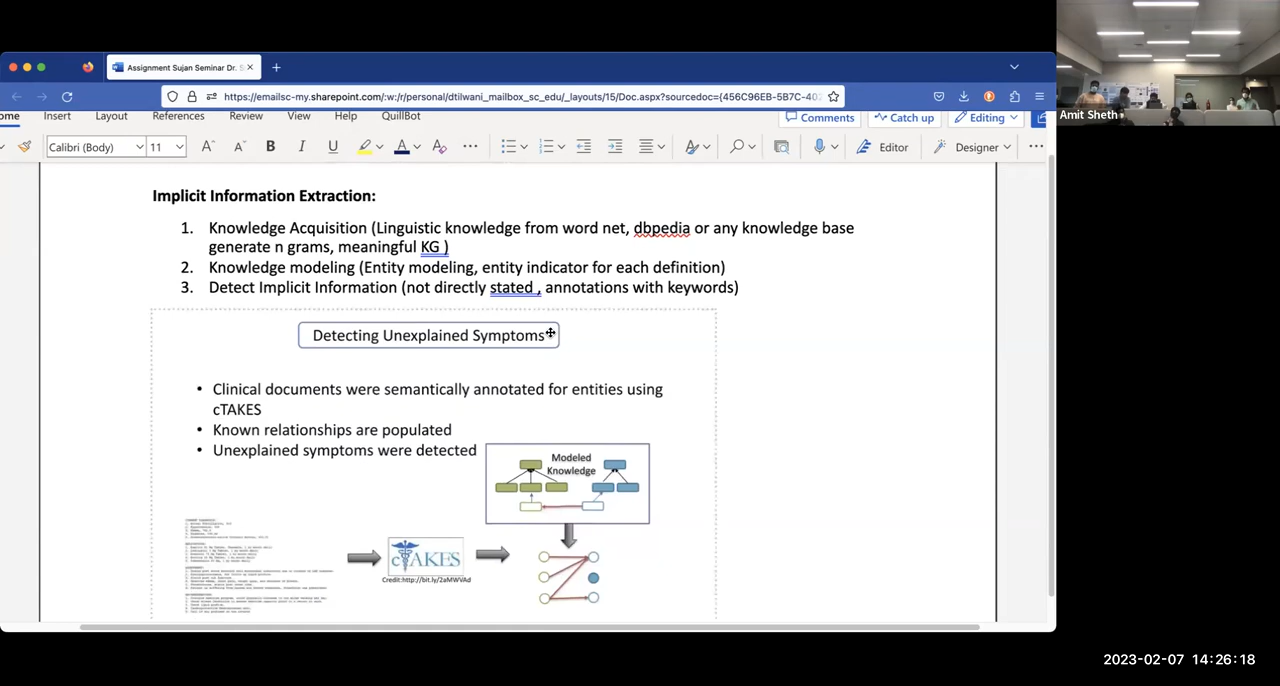 Assignment Sujan Seminar Dr. S
https://emailsc-my.sharepoint.com/:w:/r/personal/dtilwani_mailbox_sc_edu/_layouts/15/Doc.aspx?sourcedoc={456C96EB-5B7C-402
Amit Sheth
ome Insert Layout References Review View Help QuillBot Comments Catch up Editing
Calibri (Body) 11 B I U A Editor Designer
Implicit Information Extraction:
1. Knowledge Acquisition (Linguistic knowledge from word net, dbpedia or any knowledge base
generate n grams, meaningful KG )
2. Knowledge modeling (Entity modeling, entity indicator for each definition)
3. Detect Implicit Information (not directly stated , annotations with keywords)
Detecting Unexplained Symptoms
• Clinical documents were semantically annotated for entities using
cTAKES
• Known relationships are populated
• Unexplained symptoms were detected
Modeled
Knowledge
cTAKES
Credit:http://bit.ly/2aMWVAd
2023-02-07 14:26:18